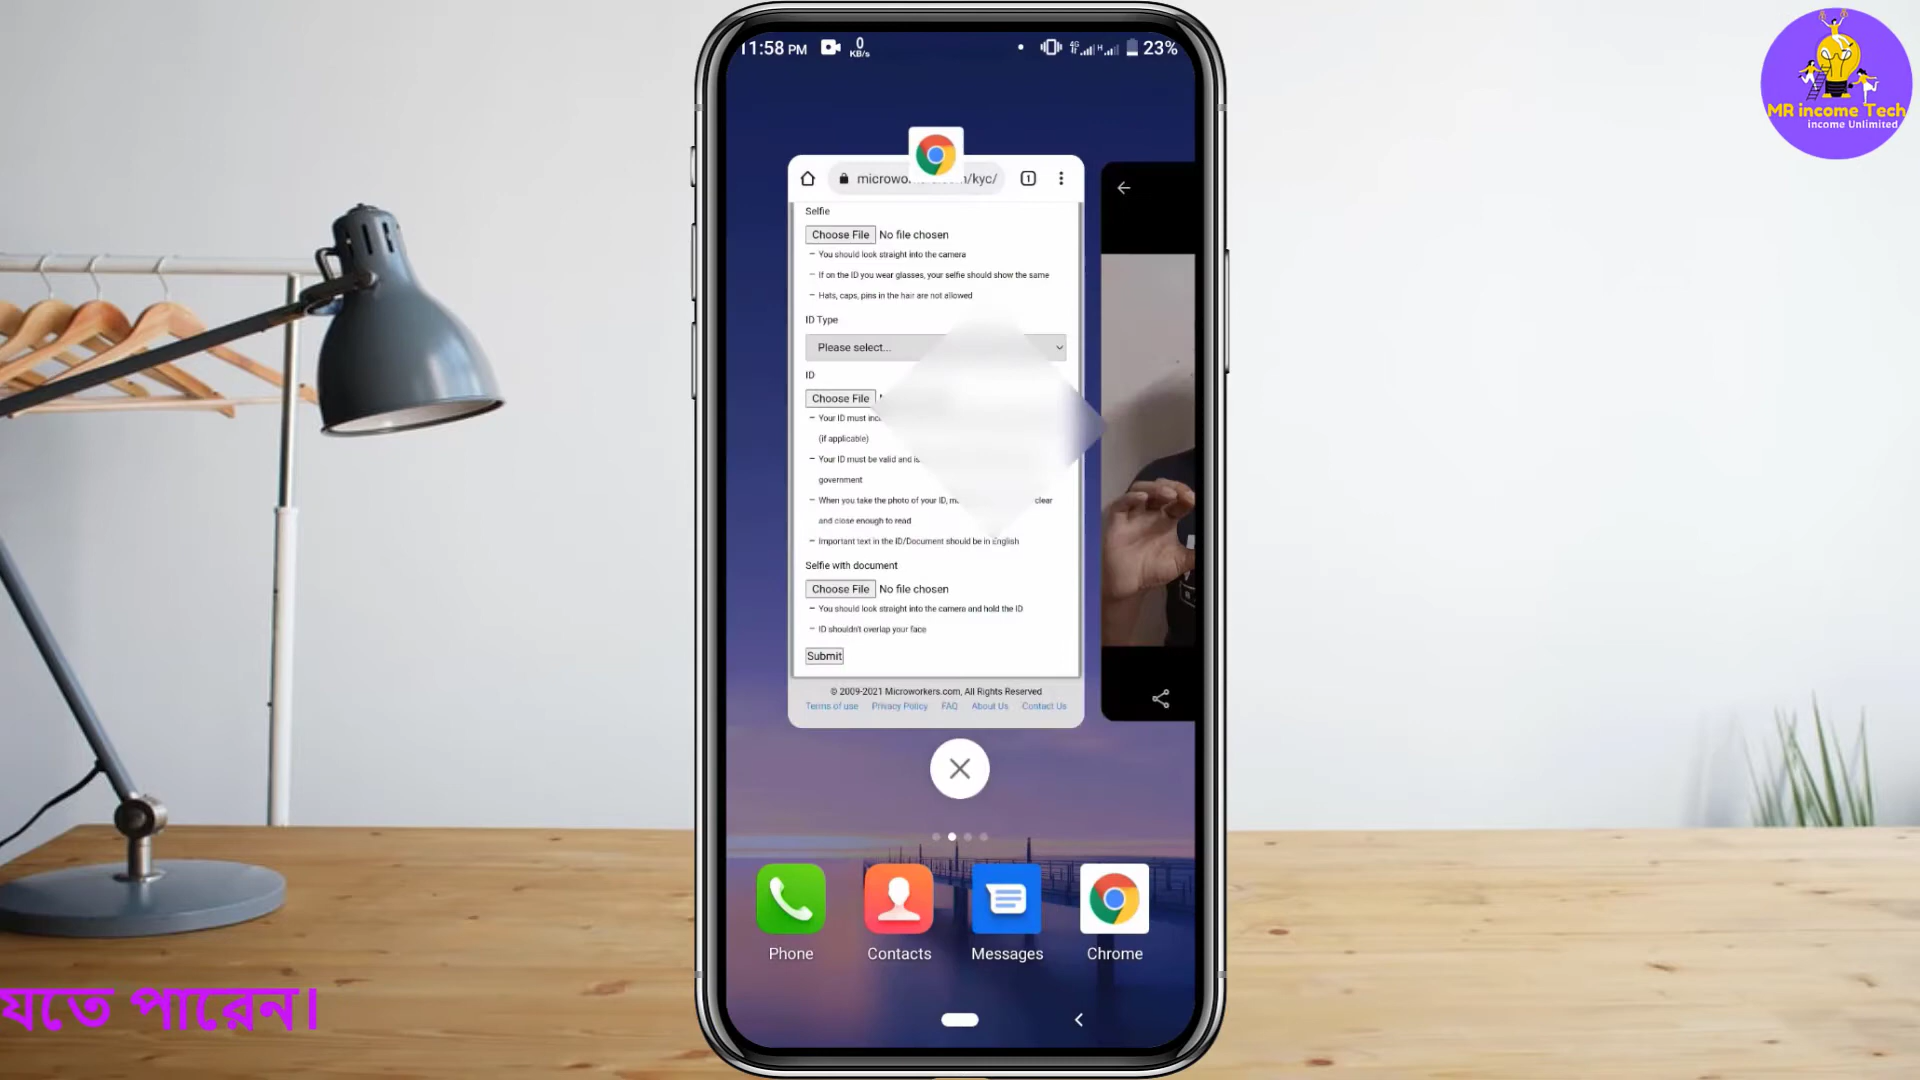 11:58 PM
0
KB/s
4G
H
23%
MR income Tech
income Unlimited
/kyc/
1
Selfie
Choose File No file chosen
– You should look straight into the camera
– If on the ID you wear glasses, your selfie should show the same
– Hats, caps, pins in the hair are not allowed
ID Type
Please select...
ID
Choose File
– Your ID must
(if applicable)
– Your ID must be valid and
government
– When you take the photo of your ID, clear
and close enough to read
– Important text in the ID/Document should be in English
Selfie with document
Choose File No file chosen
– You should look straight into the camera and hold the ID
– ID shouldn't overlap your face
Submit
© 2009-2021 Microworkers.com, All Rights Reserved
Terms of use Privacy Policy FAQ About Us Contact Us
Phone
Contacts
Messages
Chrome
যেতে পারেন।